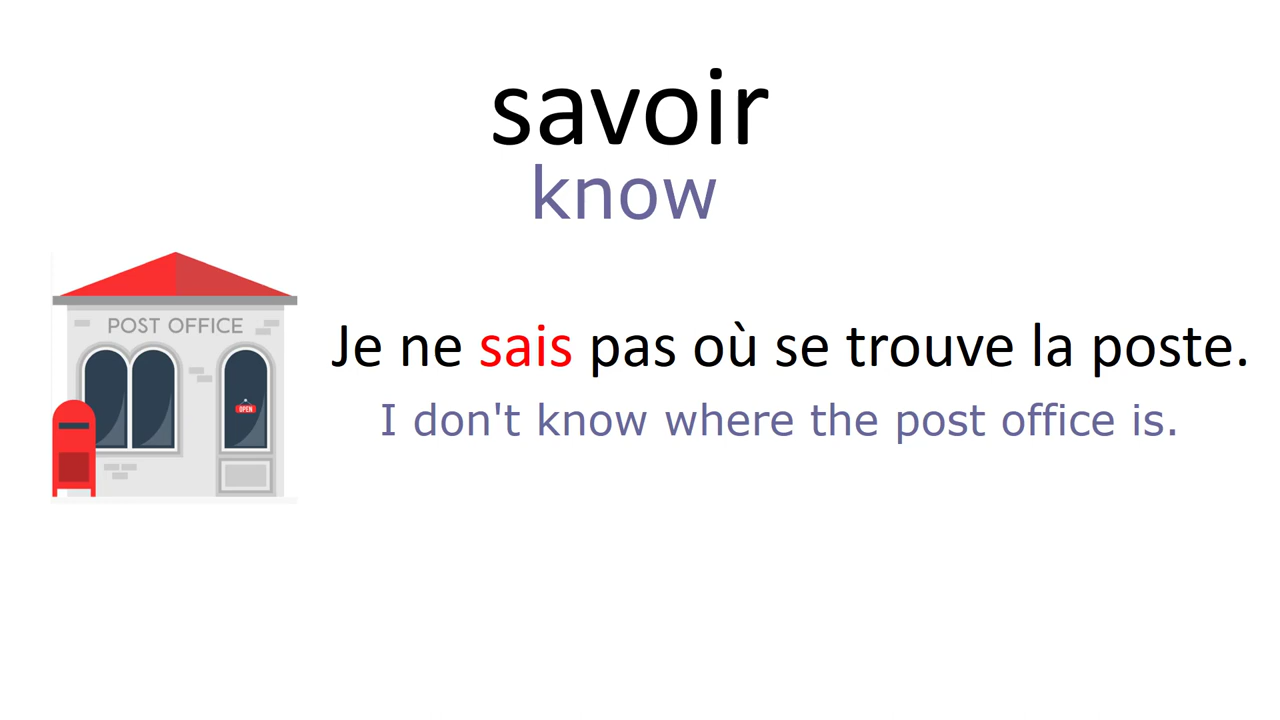 savoir
know
POST OFFICE
OPEN
Je ne sais pas où se trouve la poste.
I don't know where the post office is.